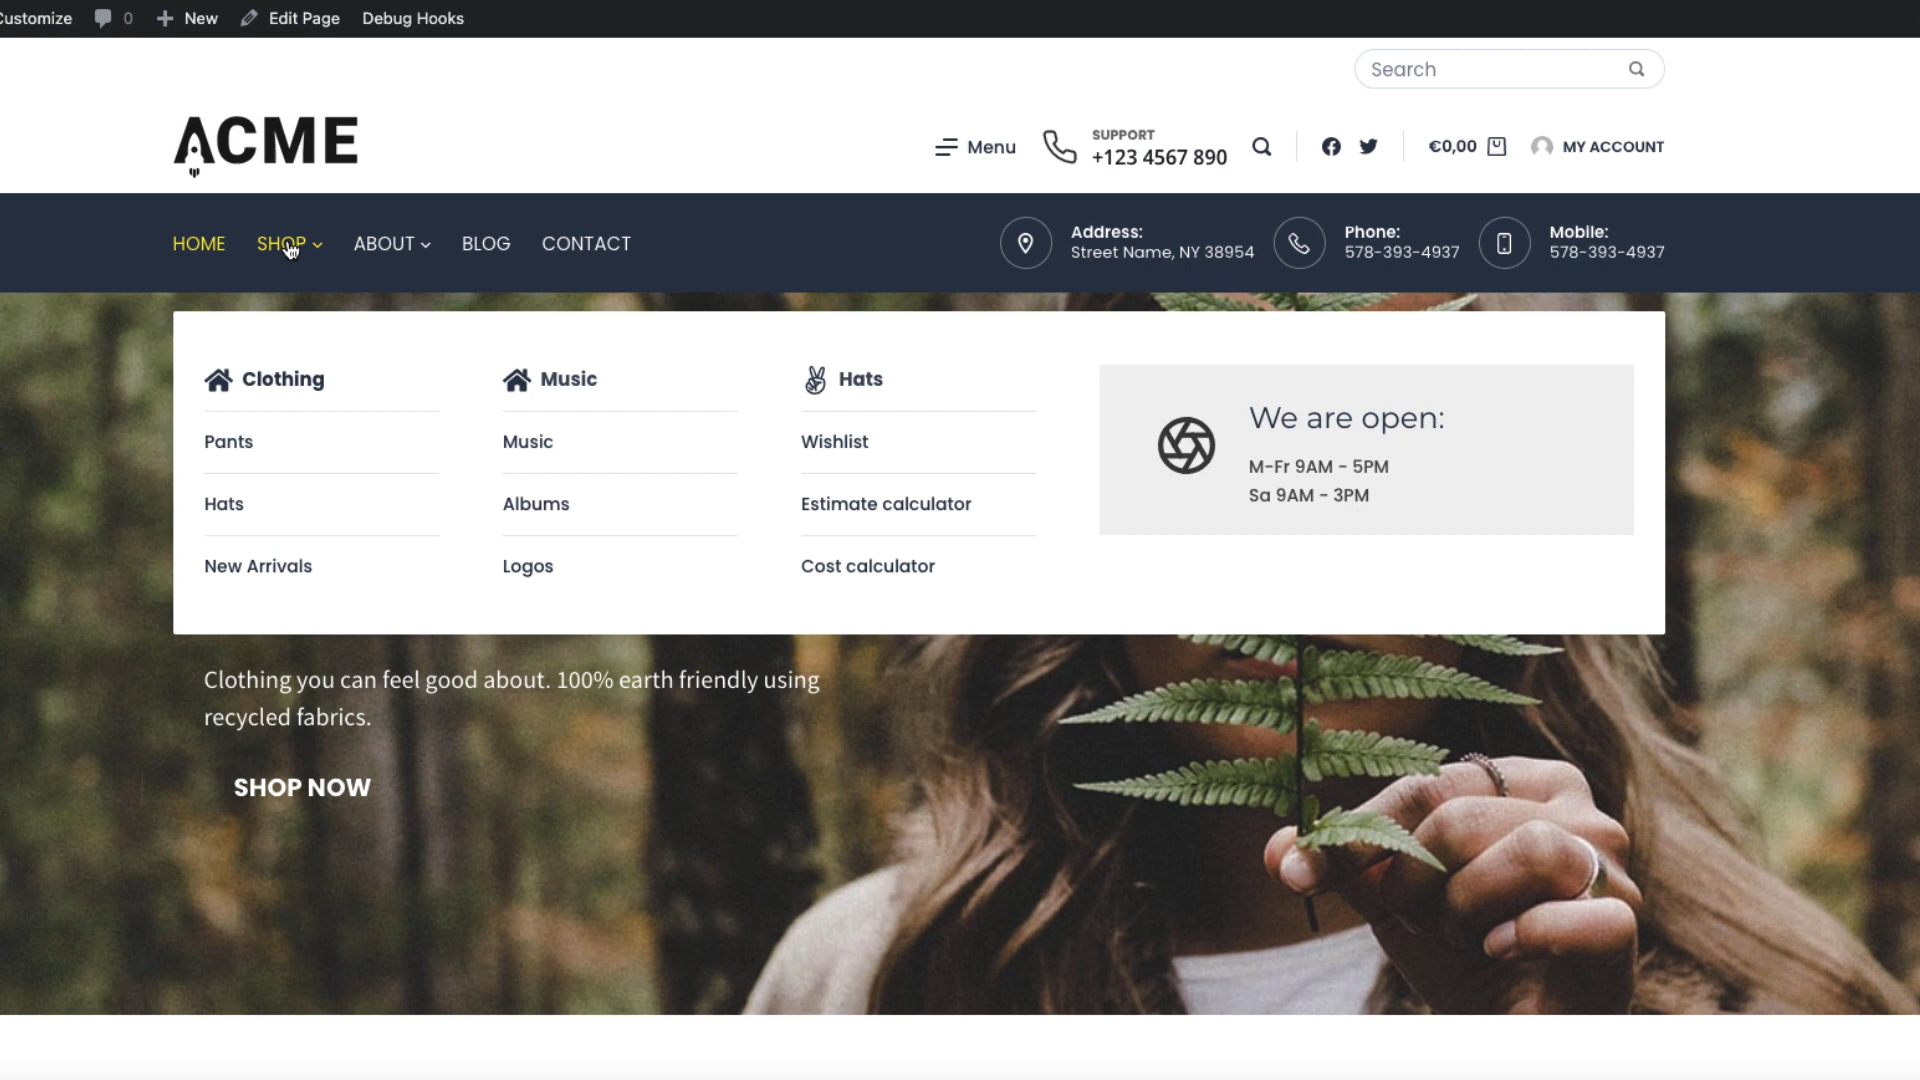 ustomize 0 New Edit Page Debug Hooks
Search
ACME
Menu
SUPPORT
+123 4567 890
€0,00
MY ACCOUNT
HOME SHOP ABOUT BLOG CONTACT
Address:
Street Name, NY 38954
Phone:
578-393-4937
Mobile:
578-393-4937
Clothing
Pants
Hats
New Arrivals
Music
Music
Albums
Logos
Hats
Wishlist
Estimate calculator
Cost calculator
We are open:
M-Fr 9AM - 5PM
Sa 9AM - 3PM
Clothing you can feel good about. 100% earth friendly using
recycled fabrics.
SHOP NOW